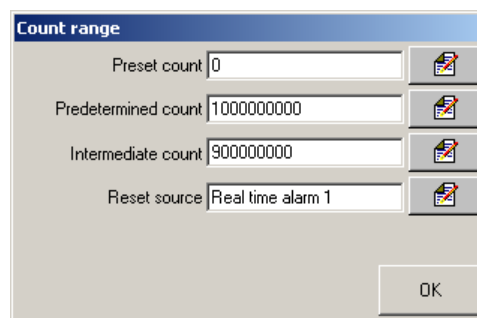 Count range
Preset count 0
Predetermined count 1000000000
Intermediate count 900000000
Reset source Real time alarm 1
OK